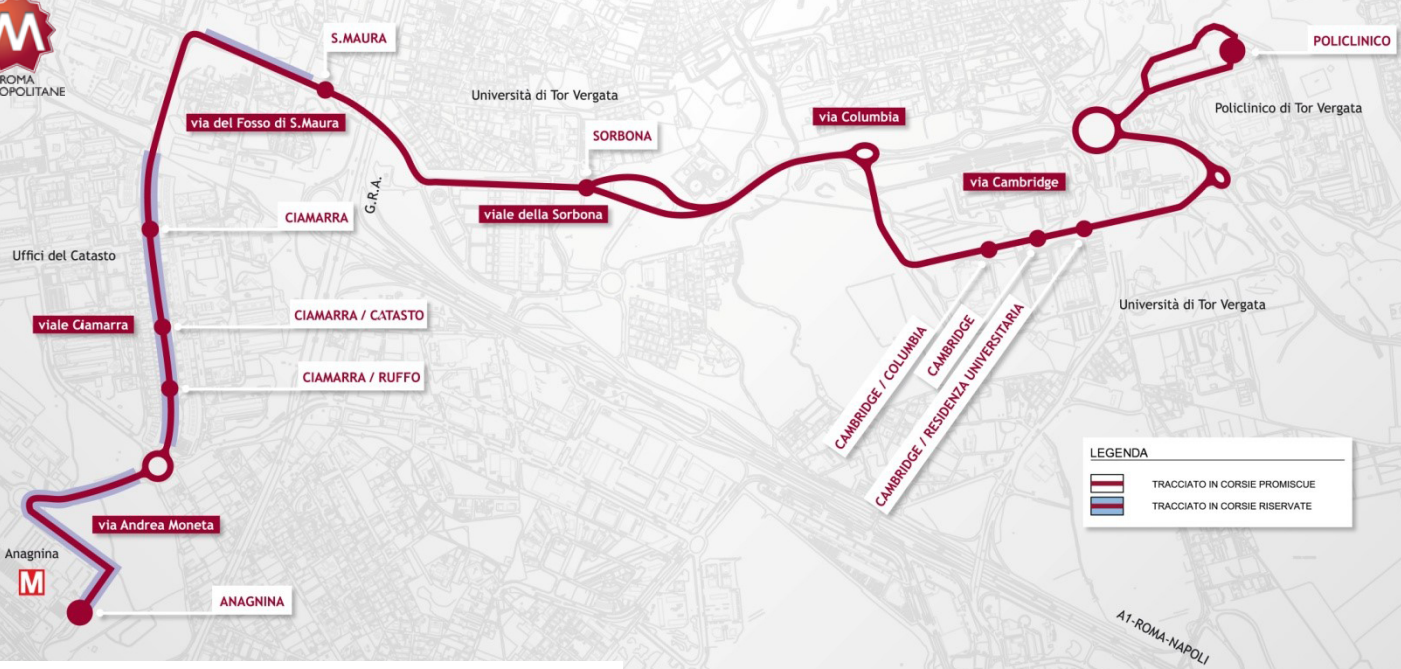 M
ROMA
OPOLITANE
S.MAURA
POLICLINICO
Università di Tor Vergata
Policlinico di Tor Vergata
via del Fosso di S.Maura
via Columbia
SORBONA
via Cambridge
G.R.A.
viale della Sorbona
CIAMARRA
Uffici del Catasto
CIAMARRA / CATASTO
viale Ciamarra
Università di Tor Vergata
CIAMARRA / RUFFO
CAMBRIDGE / COLUMBIA
CAMBRIDGE
CAMBRIDGE / RESIDENZA UNIVERSITARIA
LEGENDA
TRACCIATO IN CORSIE PROMISCUE
TRACCIATO IN CORSIE RISERVATE
via Andrea Moneta
Anagnina
M
ANAGNINA
A1-ROMA-NAPOLI